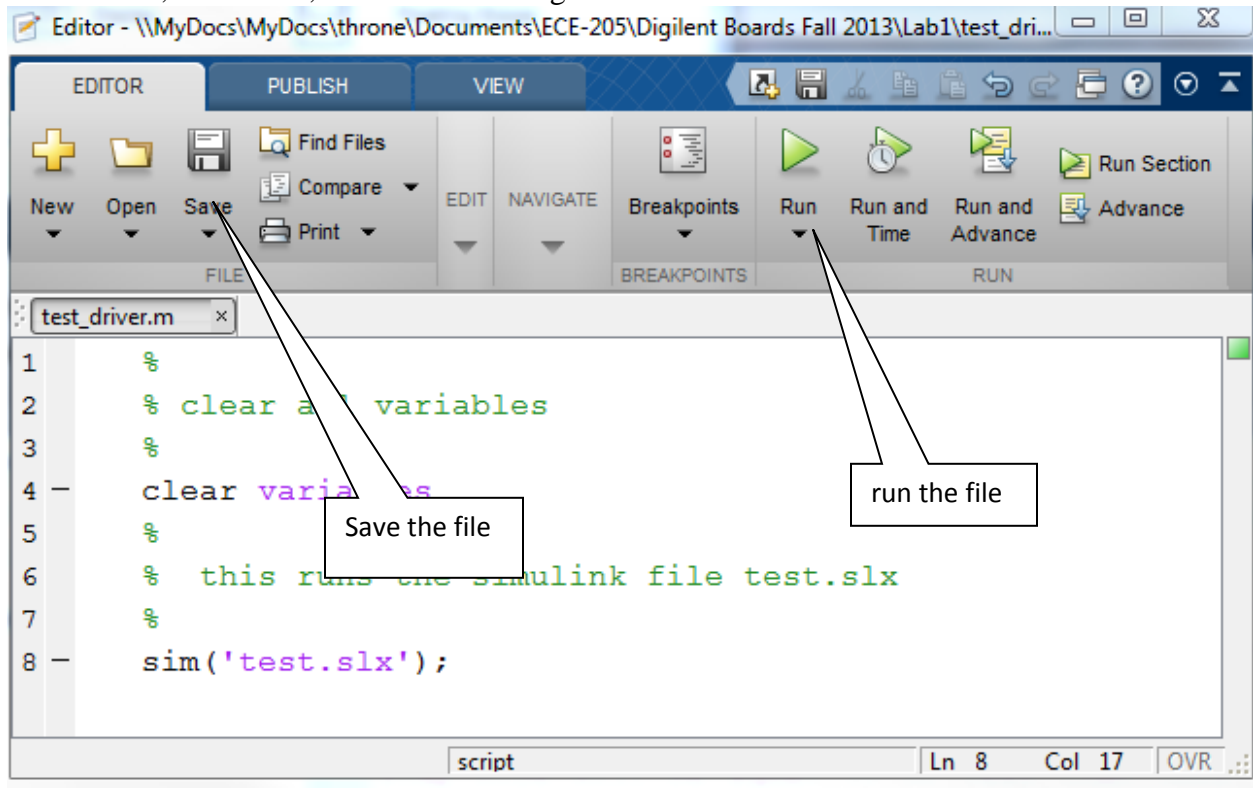 Editor - \\MyDocs\MyDocs\throne\Documents\ECE-205\Digilent Boards Fall 2013\Lab1\test_dri...
EDITOR PUBLISH VIEW
New Open Save Find Files Compare Print EDIT NAVIGATE Breakpoints Run Run and Time Run and Advance Run Section Advance
FILE BREAKPOINTS RUN
test_driver.m ×
1 %
2 % clear variables
3 %
4 – clear
5 %
6 % this simulink file test.slx
7 %
8 – sim('test.slx');
Save the file
run the file
script Ln 8 Col 17 OVR